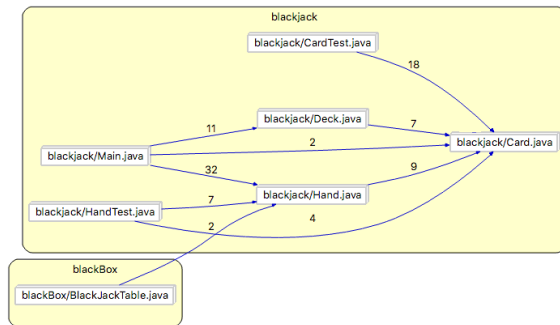 blackjack
blackjack/CardTest.java
18
blackjack/Deck.java
11
7
blackjack/Main.java
2
blackjack/Card.java
32
9
blackjack/Hand.java
blackjack/HandTest.java
7
2
4
blackBox
blackBox/BlackJackTable.java